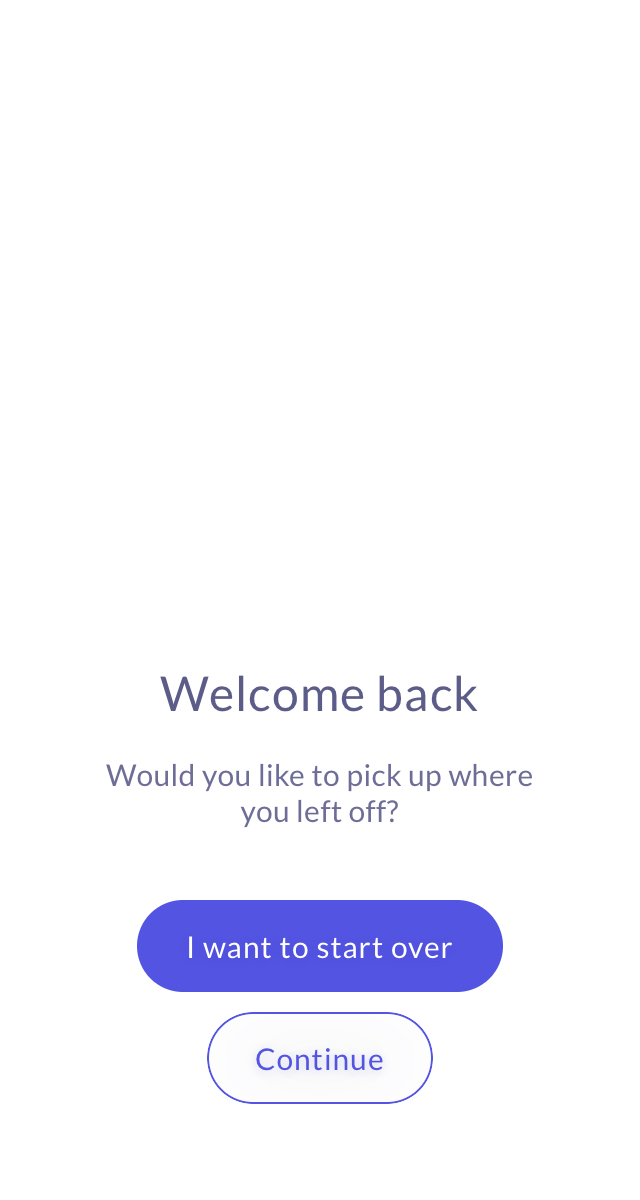 Welcome back
Would you like to pick up where
you left off?
I want to start over
Continue